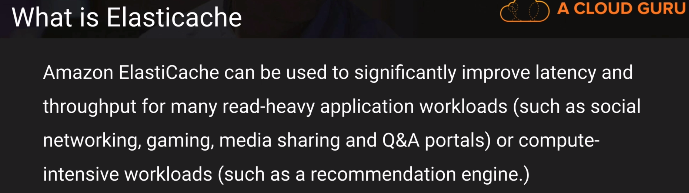 What is Elasticache
A CLOUD GURU
Amazon ElastiCache can be used to significantly improve latency and
throughput for many read-heavy application workloads (such as social
networking, gaming, media sharing and Q&A portals) or compute-
intensive workloads (such as a recommendation engine.)